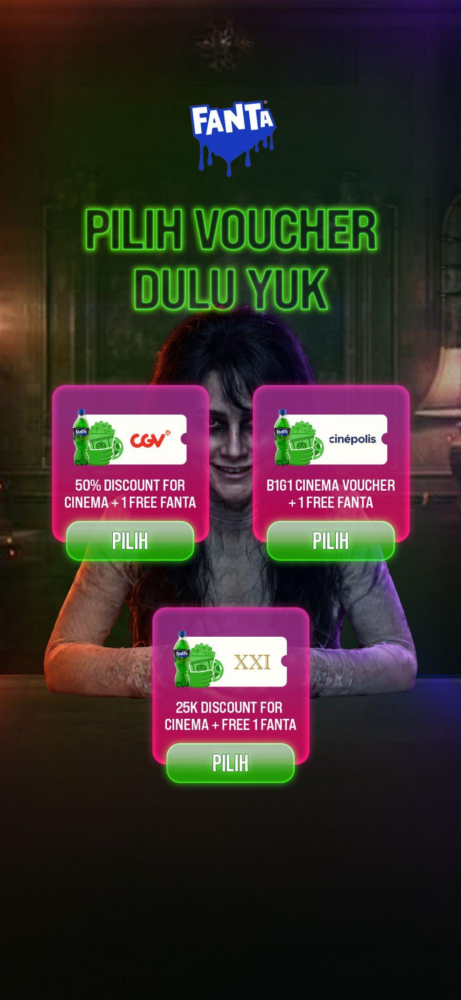 FANTA
PILIH VOUCHER
DULU YUK
FANTA
CGV
50% DISCOUNT FOR
CINEMA + 1 FREE FANTA
PILIH
FANTA
cinépolis
B1G1 CINEMA VOUCHER
+ 1 FREE FANTA
PILIH
FANTA
XXI
25K DISCOUNT FOR
CINEMA + FREE 1 FANTA
PILIH